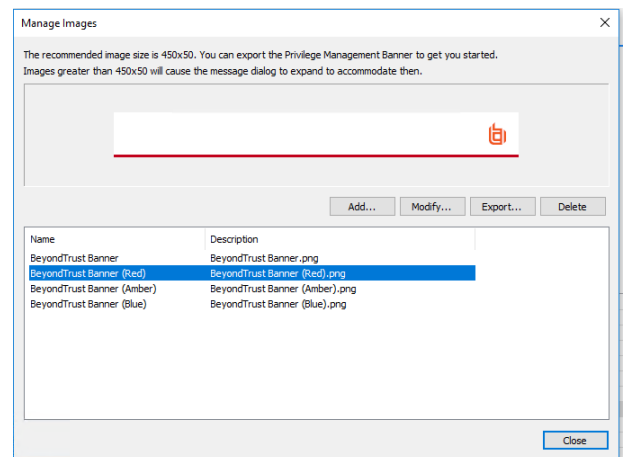 Manage Images
The recommended image size is 450x50. You can export the Privilege Management Banner to get you started.
Images greater than 450x50 will cause the message dialog to expand to accommodate then.
Add... Modify... Export... Delete
Name Description
BeyondTrust Banner BeyondTrust Banner.png
BeyondTrust Banner (Red) BeyondTrust Banner (Red).png
BeyondTrust Banner (Amber) BeyondTrust Banner (Amber).png
BeyondTrust Banner (Blue) BeyondTrust Banner (Blue).png
Close